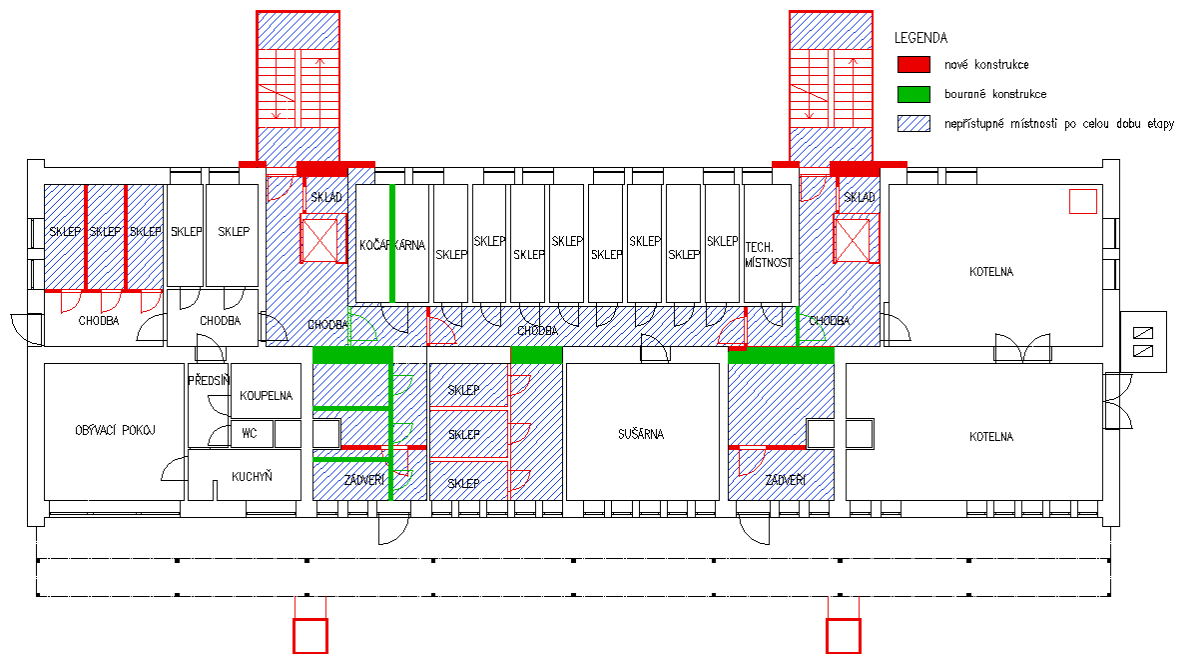 LEGENDA
nové konstrukce
bourané konstrukce
nepřístupné místnosti po celou dobu etapy
SKLAD
SKLAD
SKLEP
SKLEP
SKLEP
SKLEP
SKLEP
KOČÁRKÁRNA
SKLEP
SKLEP
SKLEP
SKLEP
SKLEP
SKLEP
SKLEP
SKLEP
TECH.
MÍSTNOST
KOTELNA
CHODBA
CHODBA
CHODBA
CHODBA
CHODBA
PŘEDSÍŇ
KOUPELNA
OBÝVACÍ POKOJ
WC
KUCHYŇ
ZÁDVEŘÍ
SKLEP
SKLEP
SKLEP
SUŠÁRNA
ZÁDVEŘÍ
KOTELNA